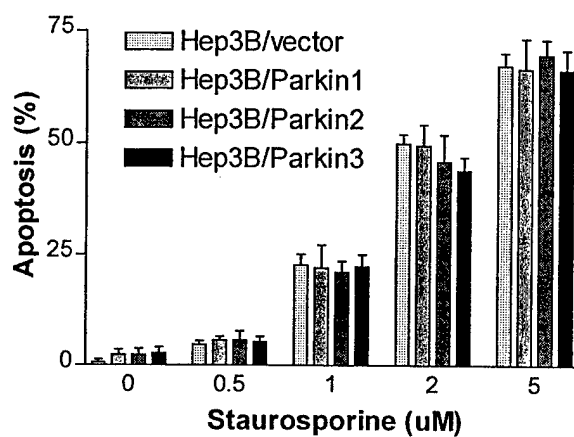 75
50
25
0
Apoptosis (%)
Hep3B/vector
Hep3B/Parkin1
Hep3B/Parkin2
Hep3B/Parkin3
0 0.5 1 2 5
Staurosporine (uM)